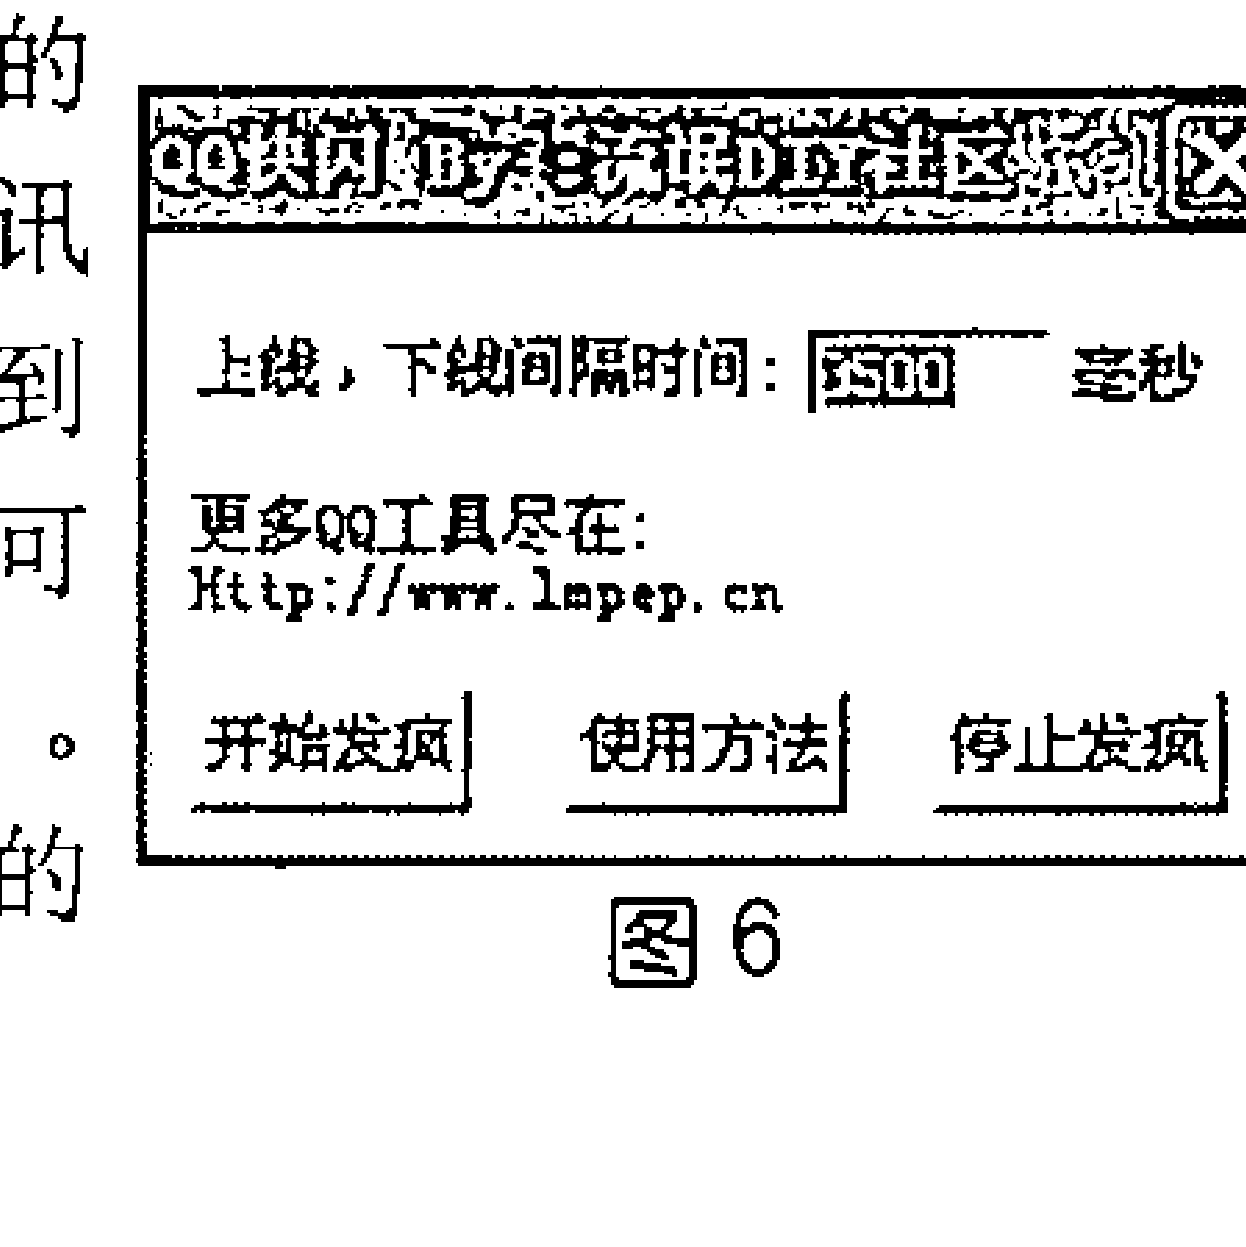 的
讯
到
可
。
的
上线，下线间隔时间: 3500 毫秒
更多QQ工具尽在:
Http://www.lmpep.cn
开始发疯 使用方法 停止发疯
图 6